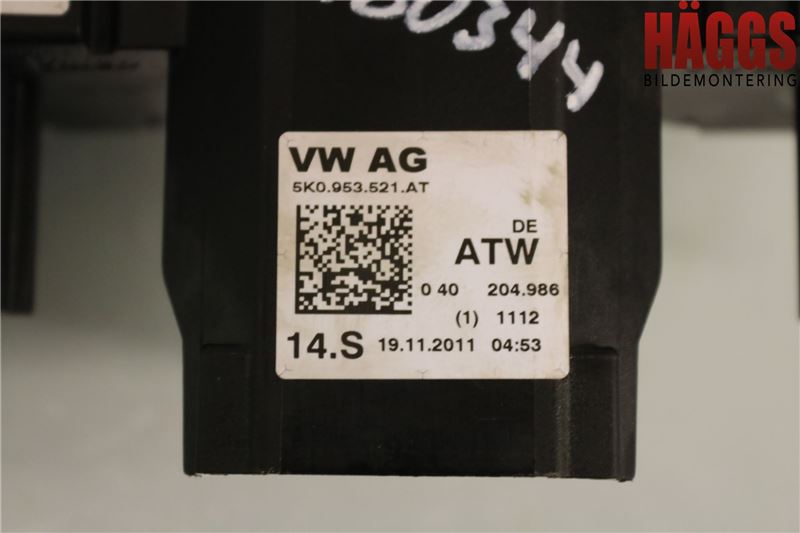 HÄGGS
BILDEMONTERING
VW AG
5K0.953.521.AT
DE
ATW
0 40 204.986
(1) 1112
14.S 19.11.2011 04:53